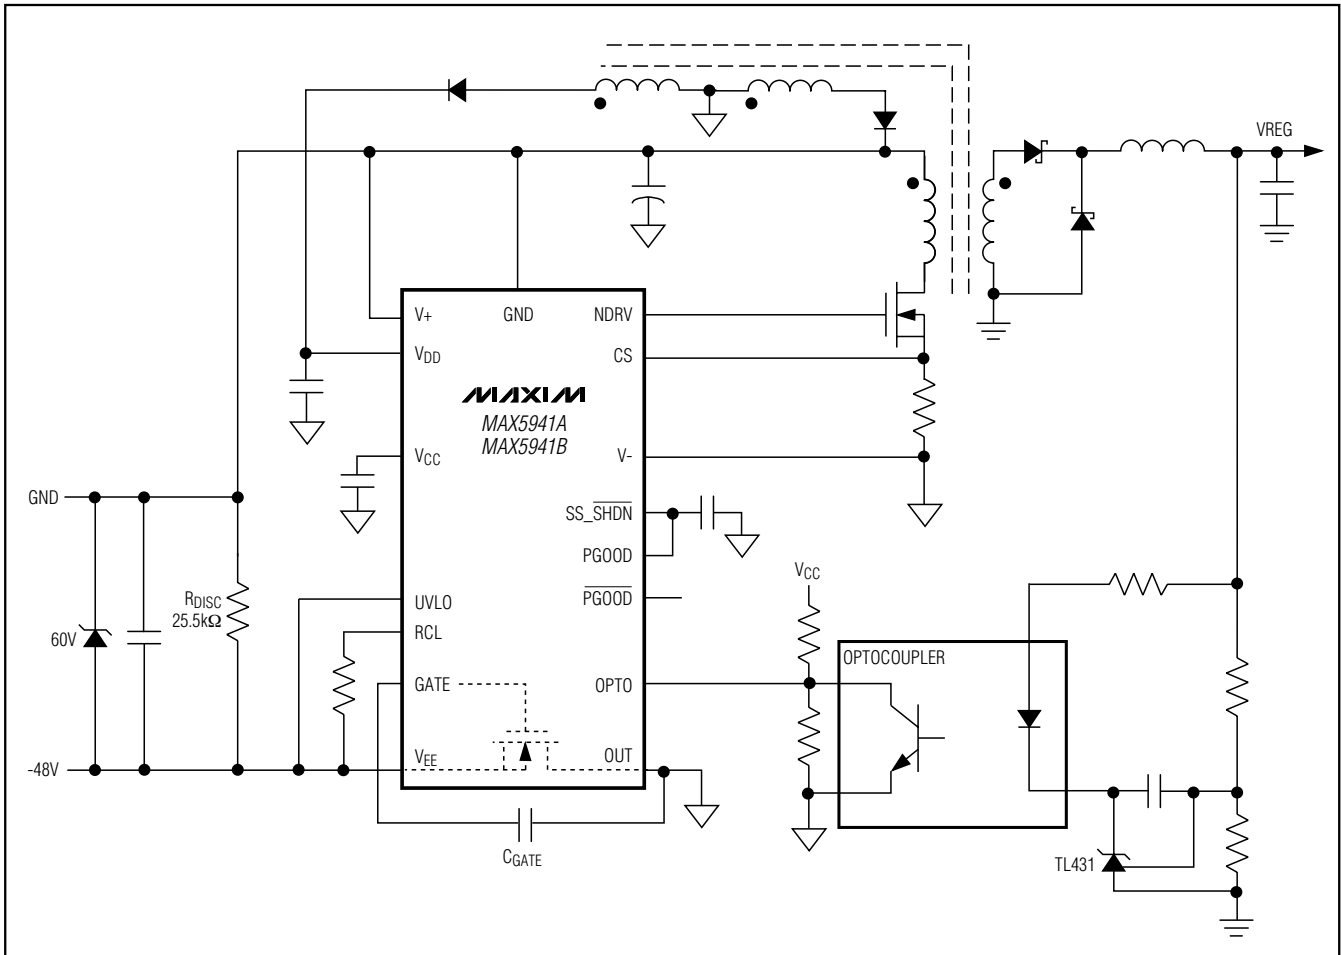 VREG
V+
GND
NDRV
VDD
CS
MAXIM
MAX5941A
MAX5941B
VCC
V-
GND
SS_SHDN
PGOOD
PGOOD
VCC
RDISC
25.5kΩ
UVLO
60V
RCL
OPTOCOUPLER
GATE
OPTO
-48V
VEE
OUT
CGATE
TL431